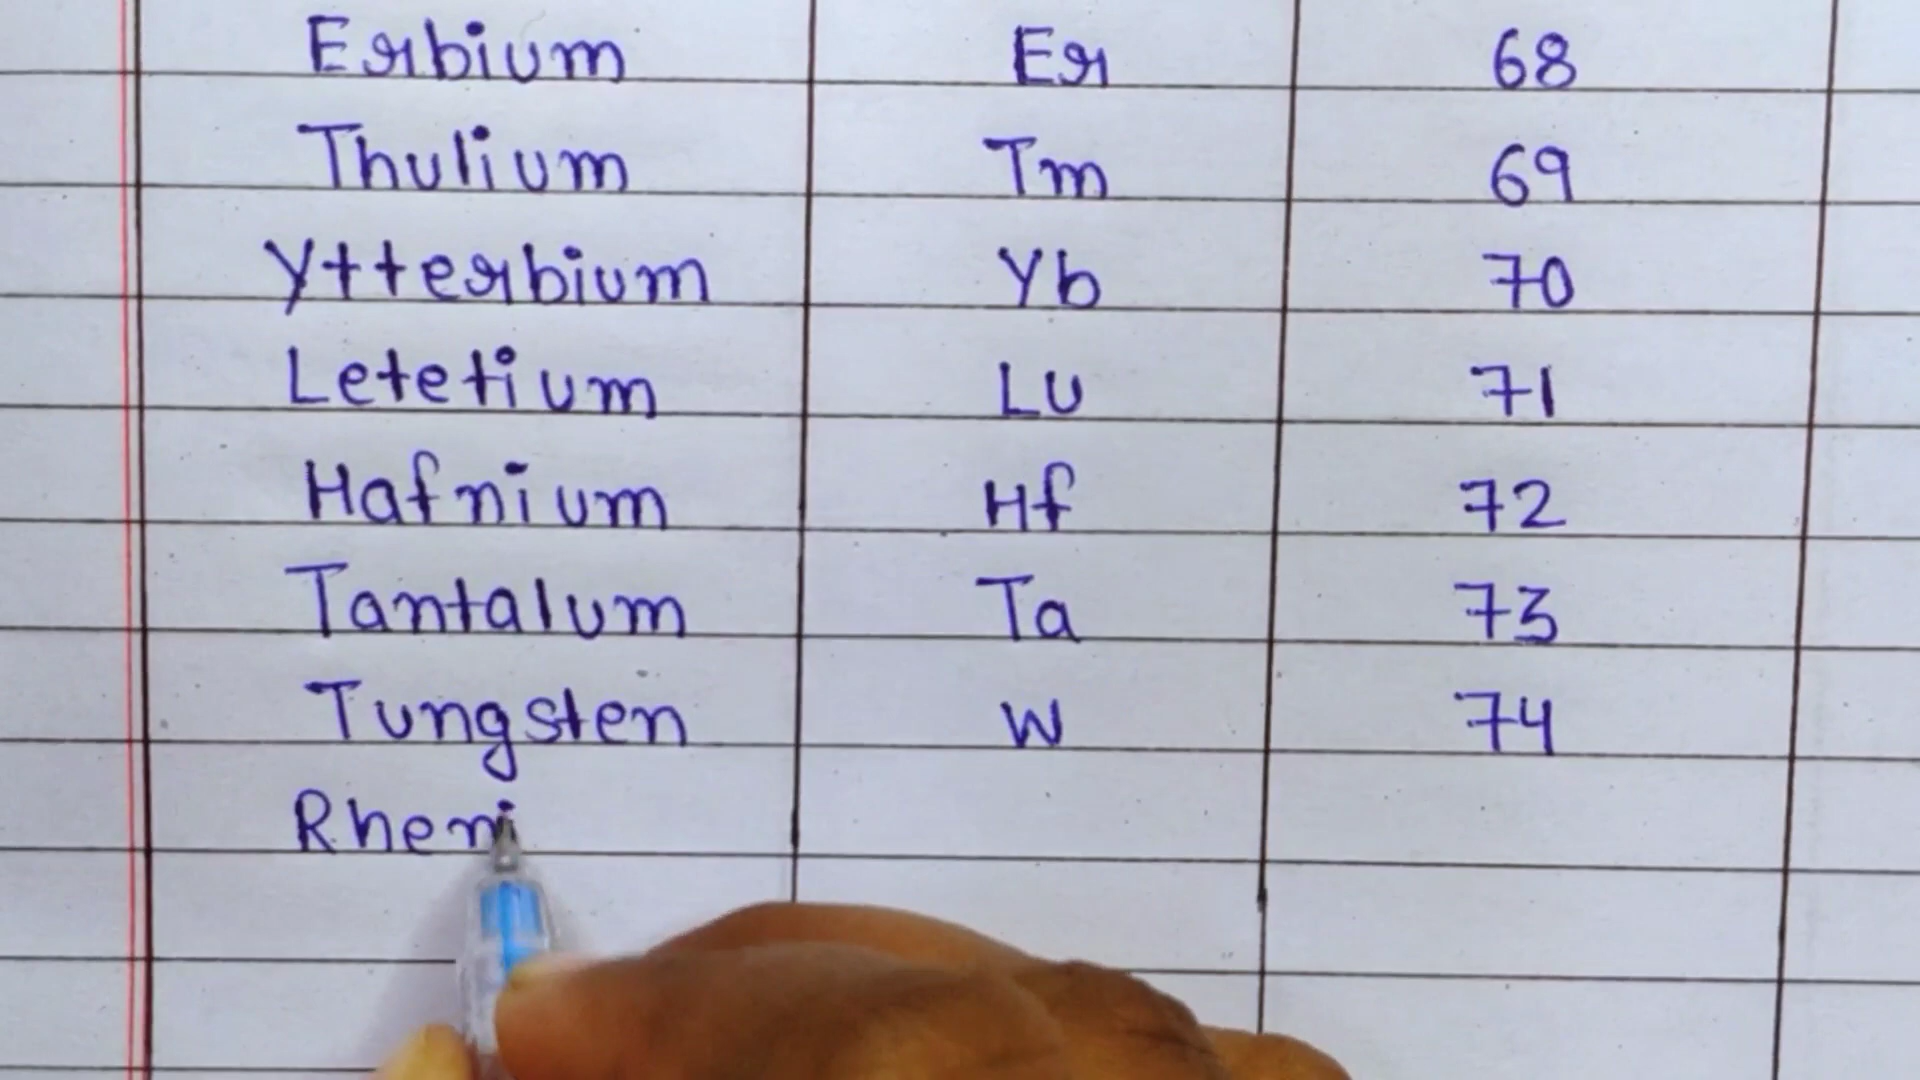 Erbium Er 68
Thulium Tm 69
Ytterbium Yb 70
Letetium Lu 71
Hafnium Hf 72
Tantalum Ta 73
Tungsten W 74
Rheni